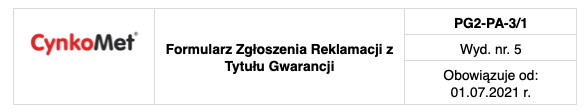 CynkoMet
Formularz Zgłoszenia Reklamacji z
Tytułu Gwarancji
PG2-PA-3/1
Wyd. nr. 5
Obowiązuje od:
01.07.2021 r.